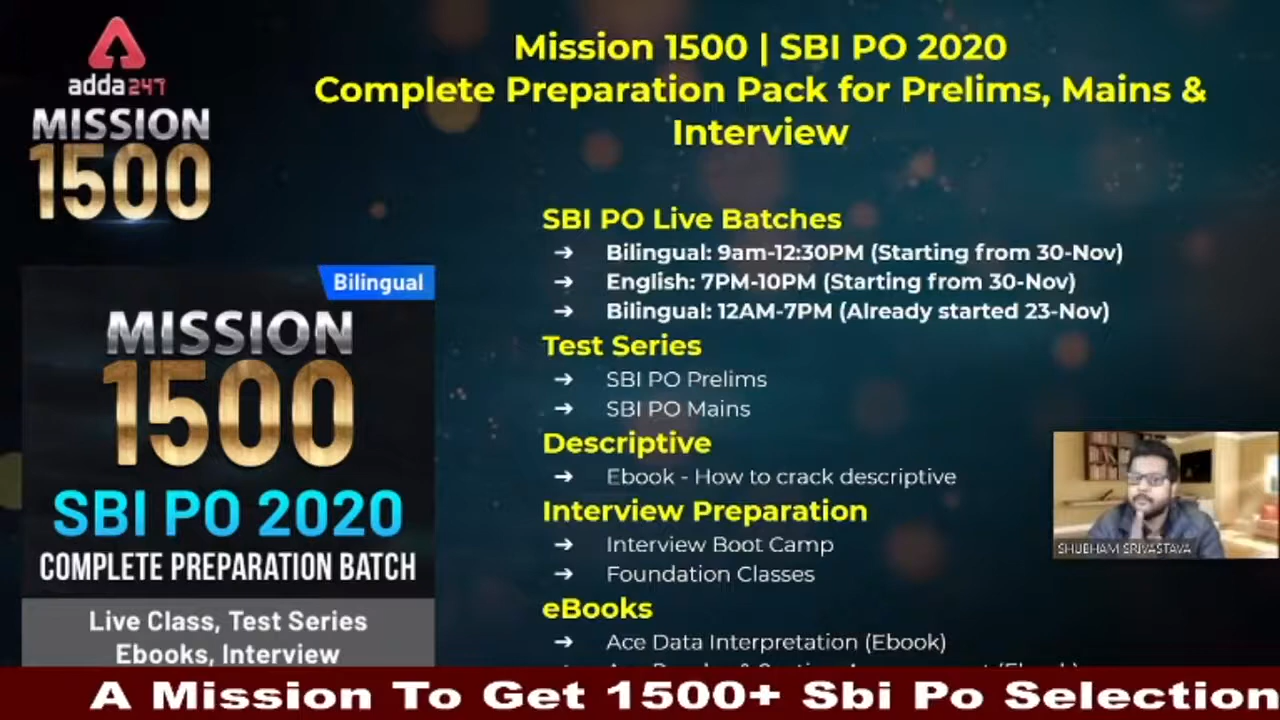 adda247
MISSION
1500
Mission 1500 | SBI PO 2020
Complete Preparation Pack for Prelims, Mains &
Interview
Bilingual
MISSION
1500
SBI PO 2020
COMPLETE PREPARATION BATCH
Live Class, Test Series
Ebooks, Interview
SBI PO Live Batches
➔ Bilingual: 9am-12:30PM (Starting from 30-Nov)
➔ English: 7PM-10PM (Starting from 30-Nov)
➔ Bilingual: 12AM-7PM (Already started 23-Nov)
Test Series
➔ SBI PO Prelims
➔ SBI PO Mains
Descriptive
➔ Ebook - How to crack descriptive
Interview Preparation
➔ Interview Boot Camp
➔ Foundation Classes
eBooks
➔ Ace Data Interpretation (Ebook)
SHUBHAM SRIVASTAVA
A Mission To Get 1500+ Sbi Po Selection